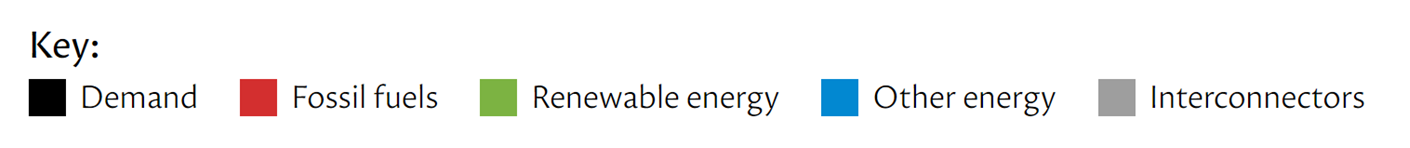 Key:
Demand Fossil fuels Renewable energy Other energy Interconnectors